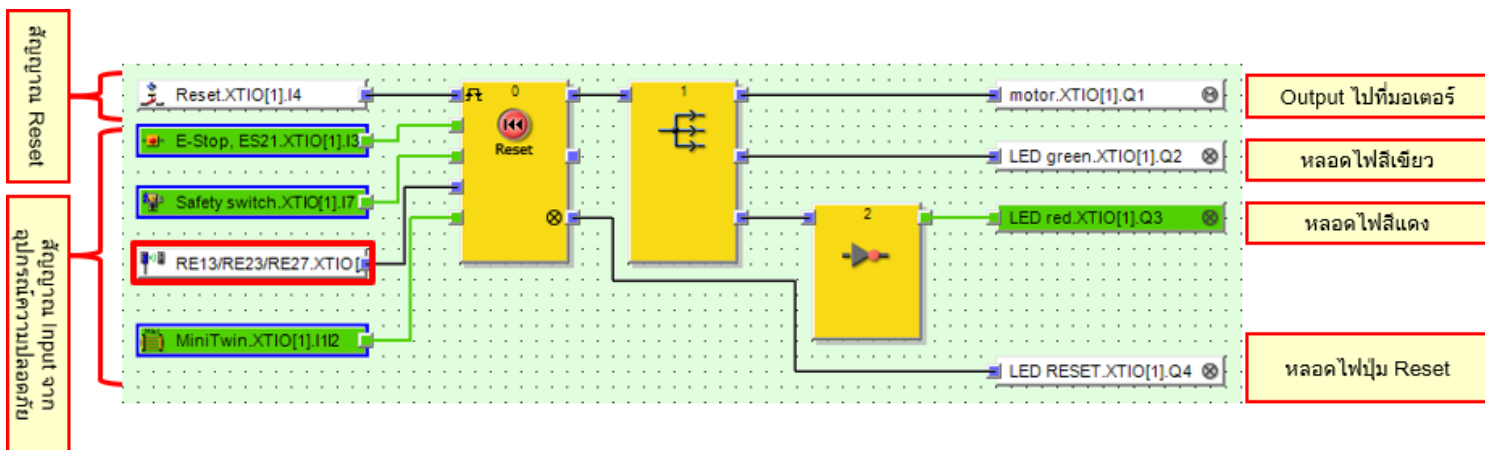 สัญญาณ Reset
สัญญาณ Input จาก
อุปกรณ์ความปลอดภัย
Reset.XTIO[1].I4
E-Stop, ES21.XTIO[1].I3
Safety switch.XTIO[1].I7
RE13/RE23/RE27.XTIO[
MiniTwin.XTIO[1].I1I2
0
Reset
1
2
motor.XTIO[1].Q1
LED green.XTIO[1].Q2
LED red.XTIO[1].Q3
LED RESET.XTIO[1].Q4
Output ไปที่มอเตอร์
หลอดไฟสีเขียว
หลอดไฟสีแดง
หลอดไฟปุ่ม Reset